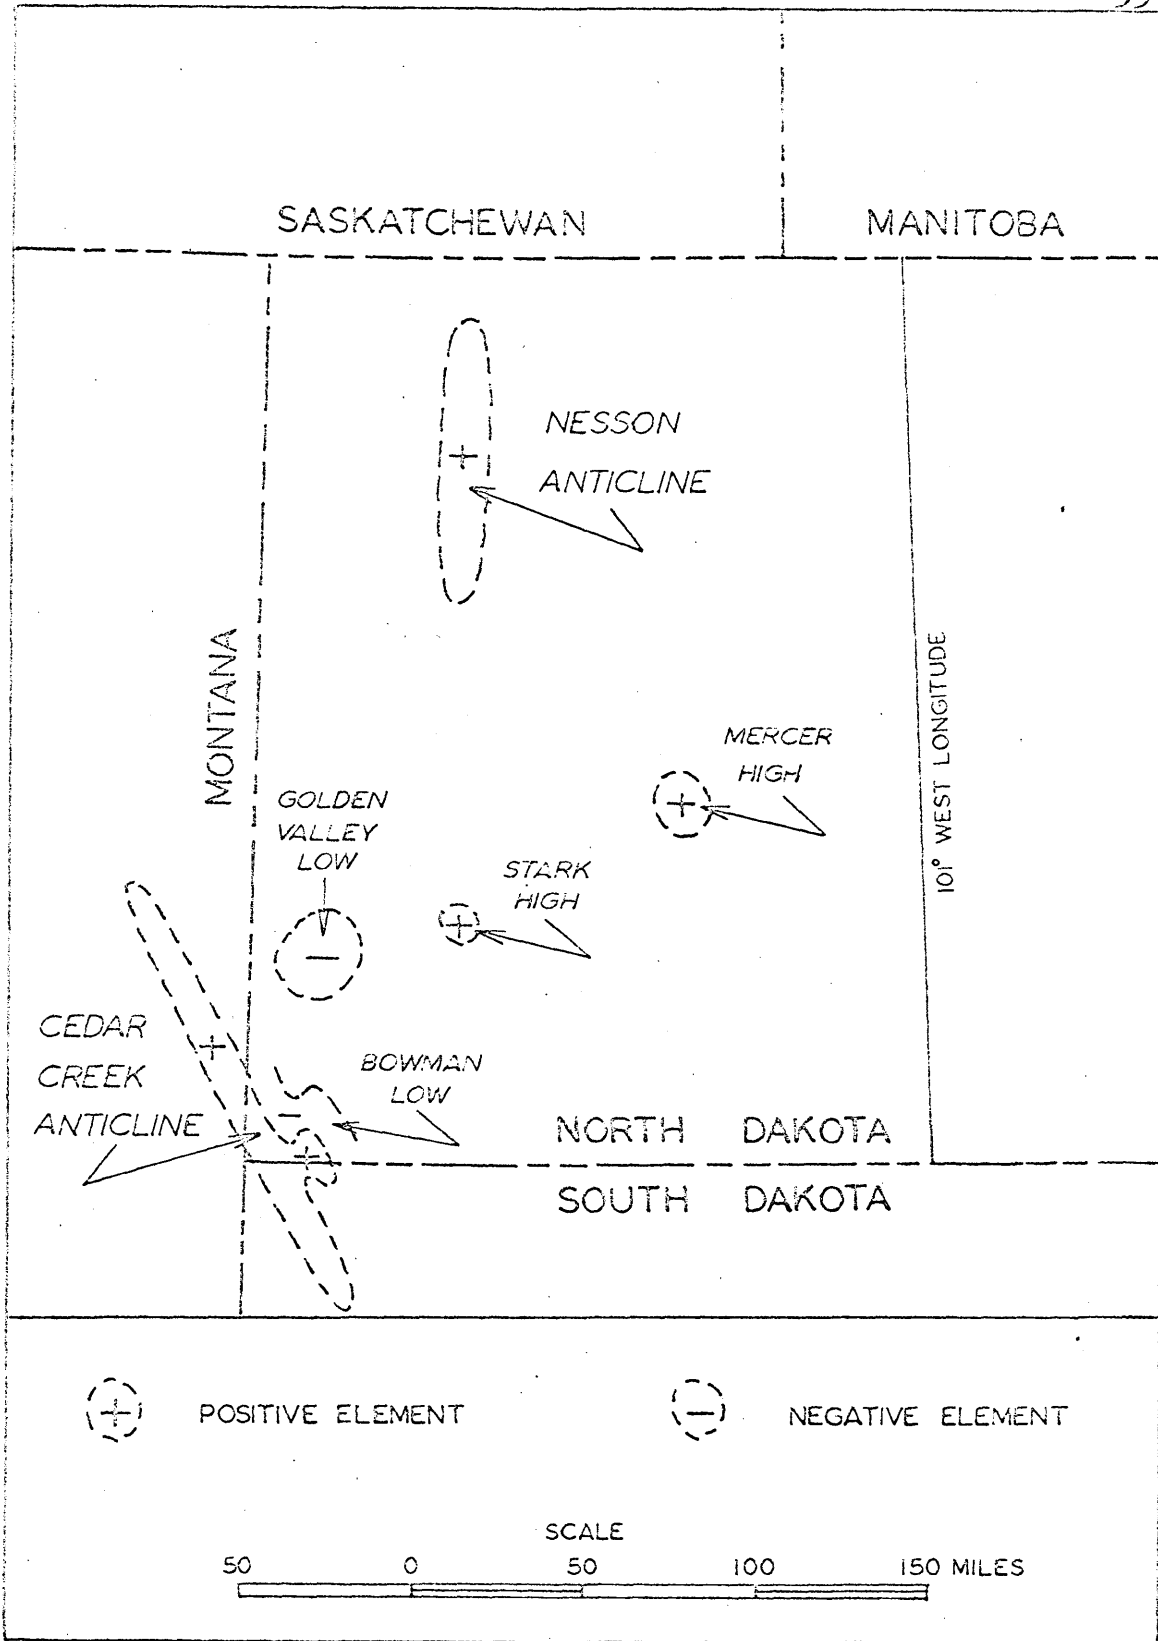 SASKATCHEWAN
MANITOBA
NESSON
ANTICLINE
MONTANA
101° WEST LONGITUDE
MERCER
HIGH
GOLDEN
VALLEY
LOW
STARK
HIGH
CEDAR
CREEK
ANTICLINE
BOWMAN
LOW
NORTH DAKOTA
SOUTH DAKOTA
POSITIVE ELEMENT
NEGATIVE ELEMENT
SCALE
50 0 50 100 150 MILES